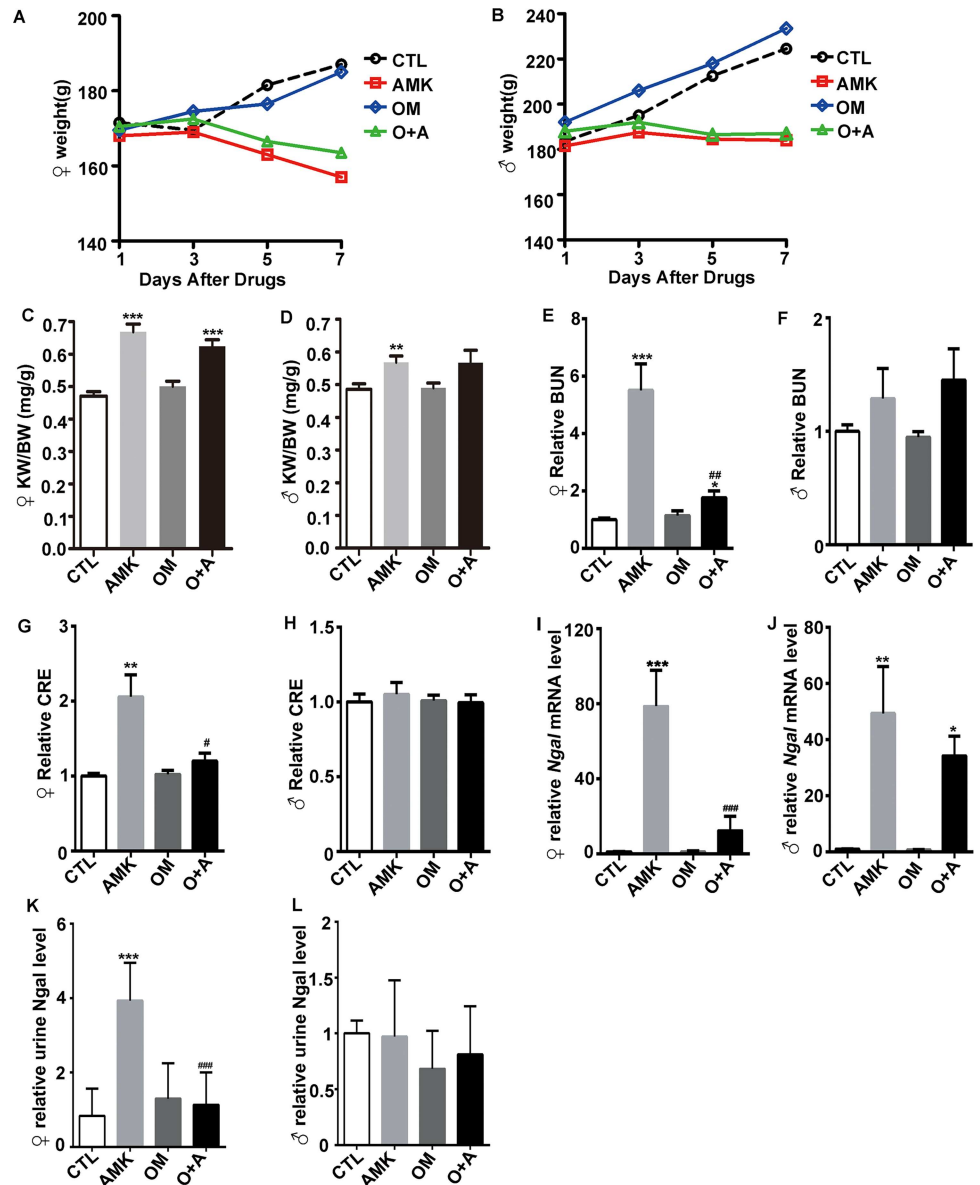 A
200
180
160
140
♀ weight(g)
1 3 5 7
Days After Drugs
CTL
AMK
OM
O+A
B
240
220
200
180
160
140
♂ weight(g)
1 3 5 7
Days After Drugs
CTL
AMK
OM
O+A
C
♀ KW/BW (mg/g)
0.7
0.6
0.5
0.4
0.3
0.2
0.1
0.0
***
***
CTL AMK OM O+A
D
♂ KW/BW (mg/g)
0.7
0.6
0.5
0.4
0.3
0.2
0.1
0.0
**
CTL AMK OM O+A
E
♀ Relative BUN
8
6
4
2
0
***
##
*
CTL AMK OM O+A
F
♂ Relative BUN
2
1
0
CTL AMK OM O+A
G
♀ Relative CRE
3
2
1
0
**
#
CTL AMK OM O+A
H
♂ Relative CRE
1.5
1.0
0.5
0
CTL AMK OM O+A
I
♀ relative Ngal mRNA level
120
80
40
0
***
###
CTL AMK OM O+A
J
♂ relative Ngal mRNA level
80
60
40
20
0
**
*
CTL AMK OM O+A
K
♀ relative urine Ngal level
6
4
2
0
***
###
CTL AMK OM O+A
L
♂ relative urine Ngal level
2
1.5
1
0.5
0
CTL AMK OM O+A